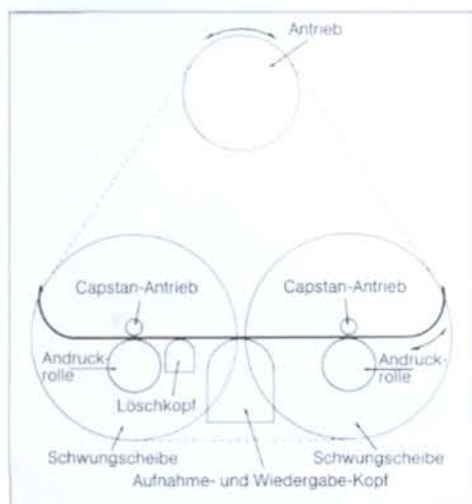 Antrieb
Capstan-Antrieb
Capstan-Antrieb
Andruck-
rolle
Andruck-
rolle
Löschkopf
Schwungscheibe
Schwungscheibe
Aufnahme- und Wiedergabe-Kopf